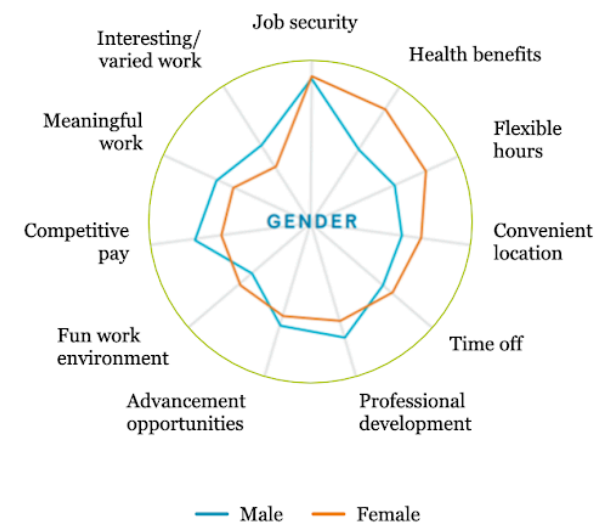 Job security
Interesting/
varied work
Health benefits
Meaningful
work
Flexible
hours
GENDER
Competitive
pay
Convenient
location
Fun work
environment
Time off
Advancement
opportunities
Professional
development
Male
Female